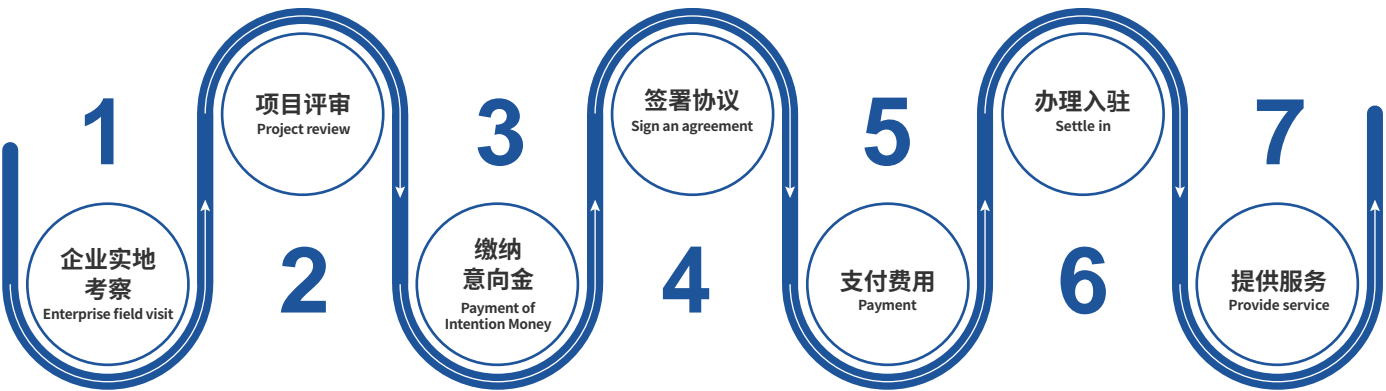 1
企业实地
考察
Enterprise field visit
项目评审
Project review
2
3
缴纳
意向金
Payment of
Intention Money
签署协议
Sign an agreement
4
5
支付费用
Payment
办理入驻
Settle in
6
7
提供服务
Provide service